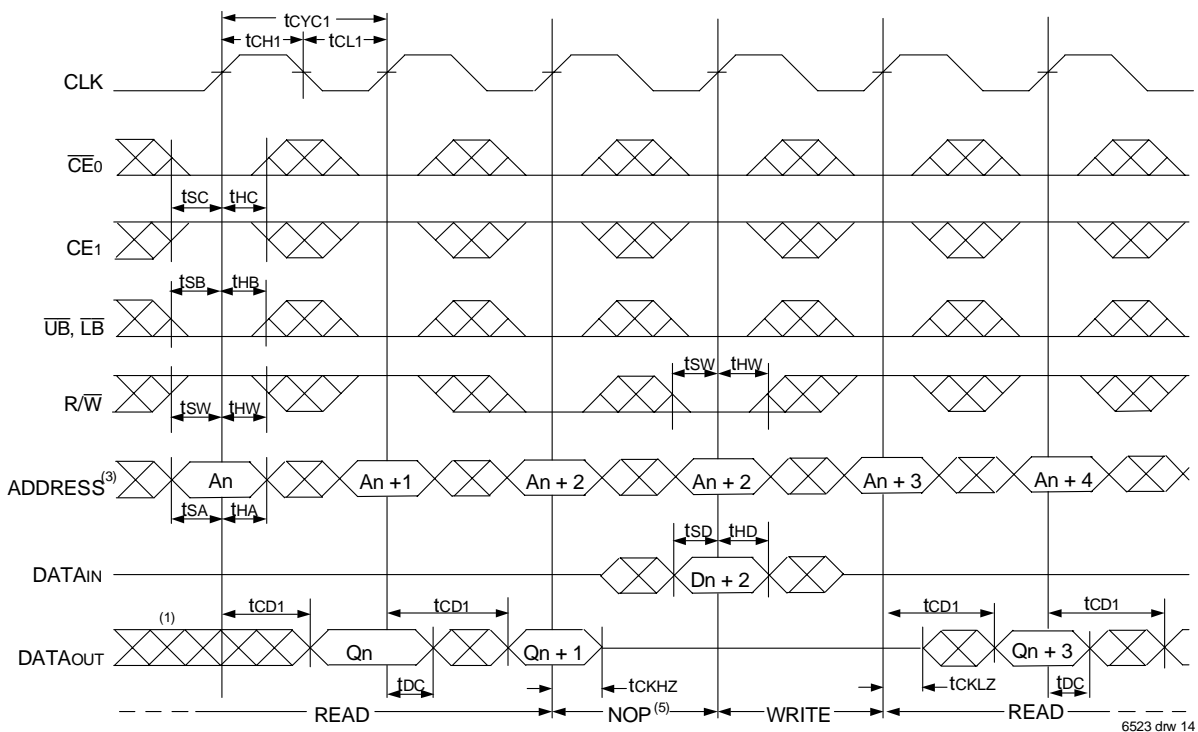 tCYC1
tCH1 tCL1
CLK
CE0
tSC tHC
CE1
tSB tHB
UB, LB
tSW tHW
R/W
tSW tHW
ADDRESS(3) An An +1 An + 2 An + 2 An + 3 An + 4
tSA tHA
tSD tHD
DATAIN Dn + 2
tCD1 tCD1 tCD1 tCD1
(1)
DATAOUT Qn Qn + 1 Qn + 3
tDC tCKHZ tCKLZ tDC
READ NOP(5) WRITE READ
6523 drw 14